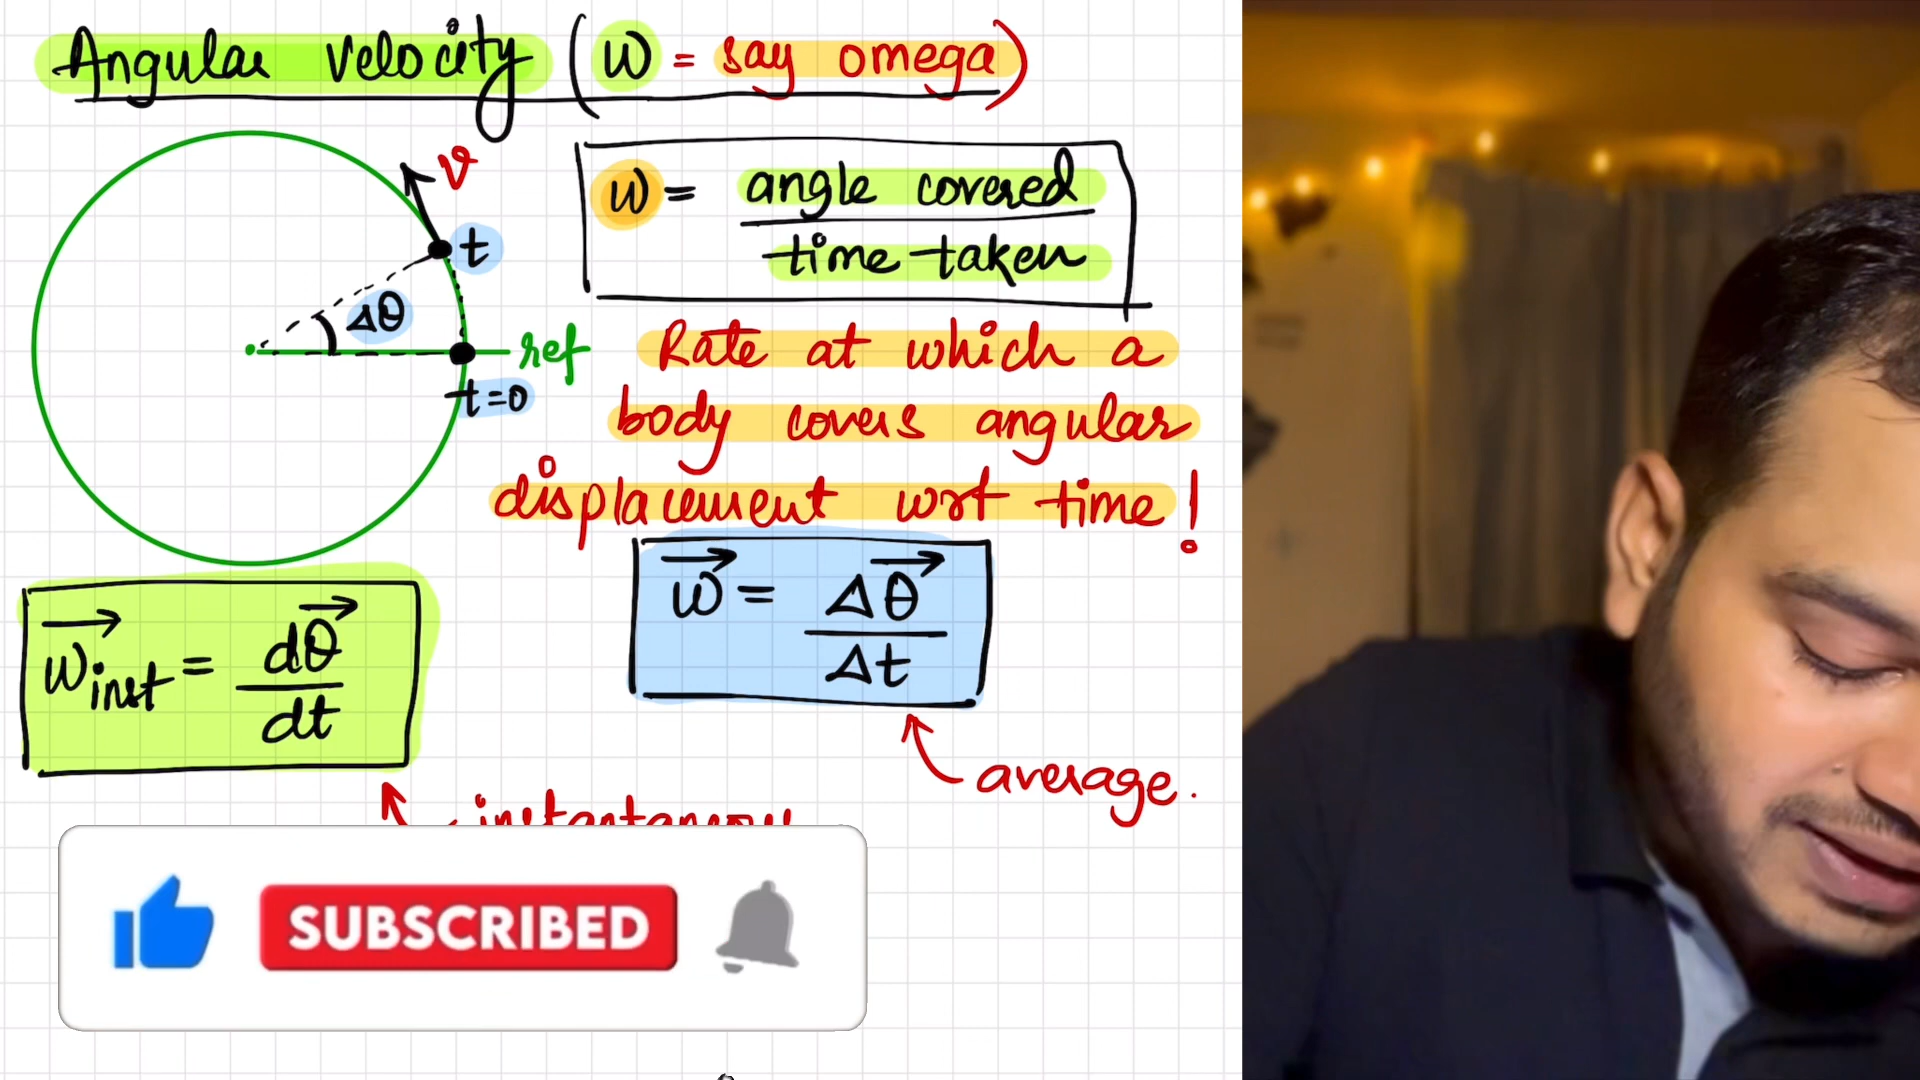 Angular velocity (ω = say omega)
v
ω = angle covered
time taken
t
Δθ
ref
t=0
Rate at which a
body covers angular
displacement wrt time!
ω⃗ = Δθ⃗
Δt
ω⃗inst = dθ⃗
dt
average.
SUBSCRIBED